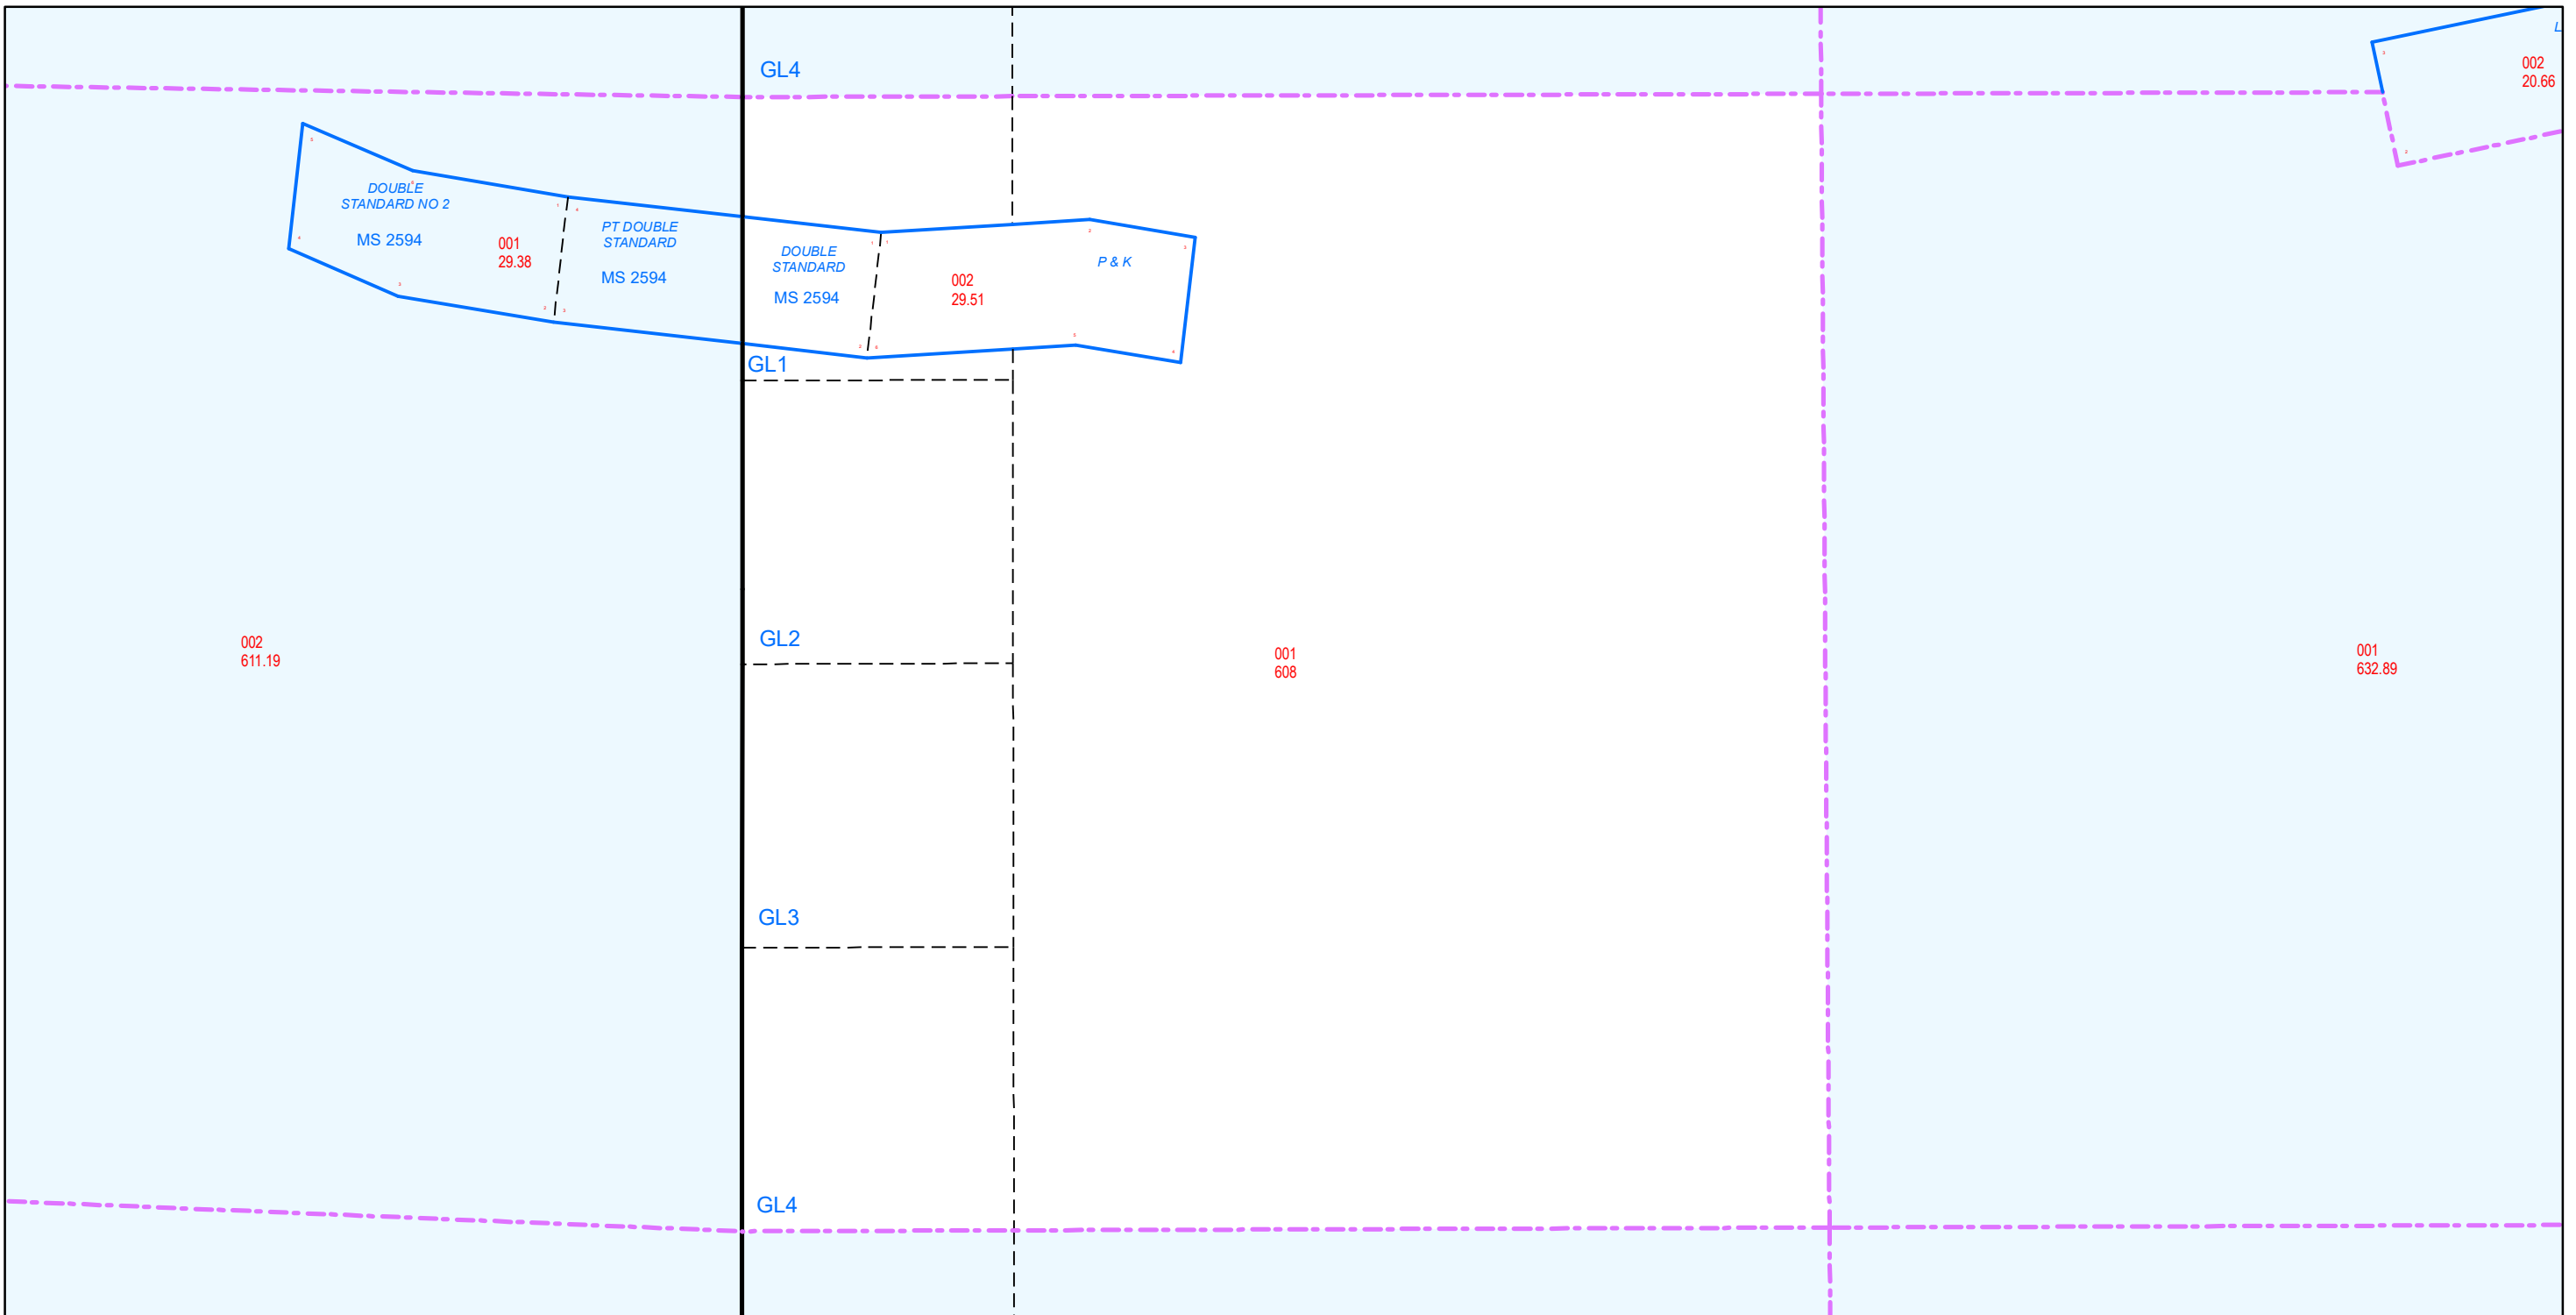 GL4
L
002
20.66
DOUBLE
STANDARD NO 2
MS 2594
001
29.38
PT DOUBLE
STANDARD
MS 2594
DOUBLE
STANDARD
MS 2594
002
29.51
P & K
GL1
GL2
002
611.19
001
608
001
632.89
GL3
GL4